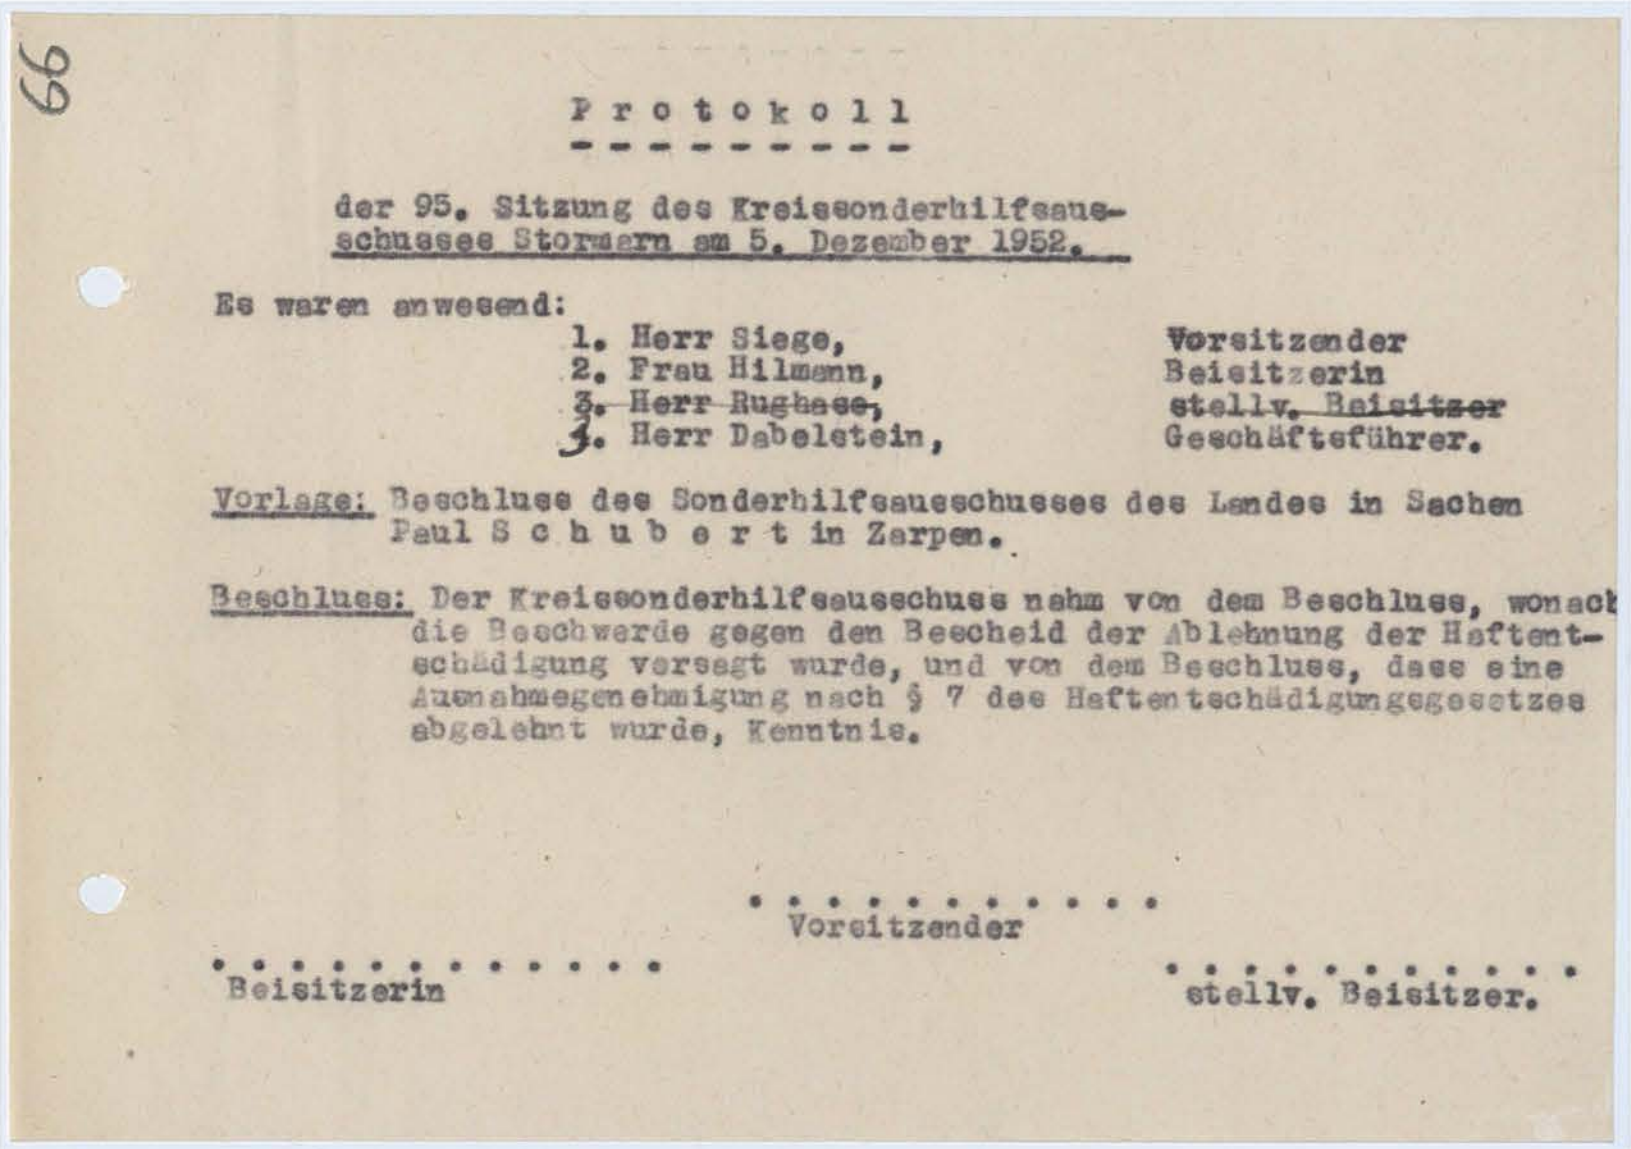 99
P r o t o k o l l
- - - - - - - - -
der 95. Sitzung des Kreissonderhilfsaus-
schusses Stormarn am 5. Dezember 1952.
Es waren anwesend:
1. Herr Siege, Vorsitzender
2. Frau Hilmann, Beisitzerin
3. Herr Rughase, stellv. Beisitzer
3. Herr Dabelstein, Geschäftsführer.
Vorlage: Beschluss des Sonderhilfsausschusses des Landes in Sachen
Paul S c h u b e r t in Zarpen.
Beschluss: Der Kreissonderhilfsausschuss nahm von dem Beschluss, wonach
die Beschwerde gegen den Bescheid der Ablehnung der Haftent-
schädigung versagt wurde, und von dem Beschluss, dass eine
Ausnahmegenehmigung nach § 7 des Haftentschädigungsgesetzes
abgelehnt wurde, Kenntnis.
. . . . . . . . . . .
Vorsitzender
. . . . . . . . . . . .
Beisitzerin
. . . . . . . . . . .
stellv. Beisitzer.